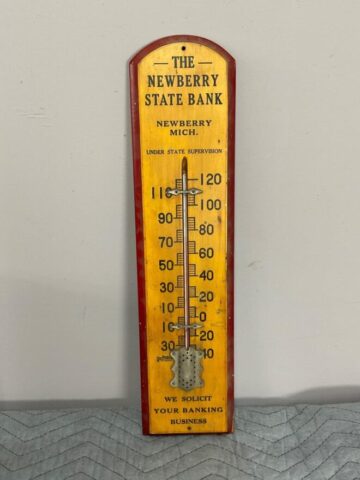 — THE —
NEWBERRY
STATE BANK
NEWBERRY
MICH.
UNDER STATE SUPERVISION
120
110
100
90
80
70
60
50
40
30
20
10
0
10
20
30
40
WE SOLICIT
YOUR BANKING
BUSINESS